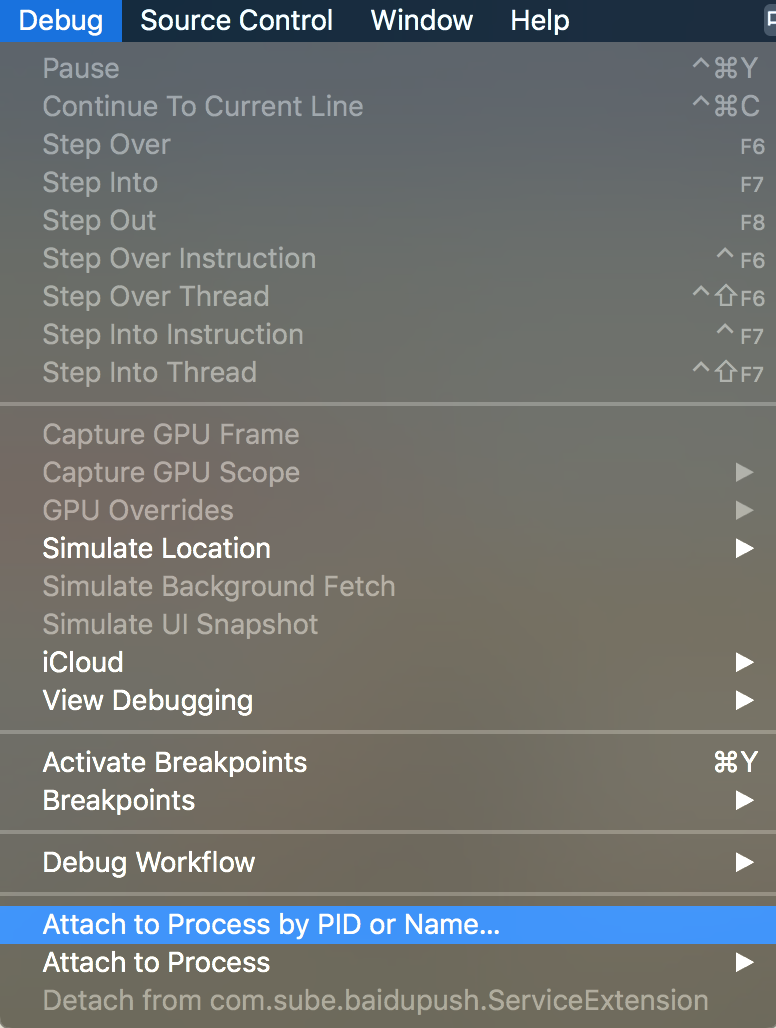 Debug Source Control Window Help
Pause ^⌘Y
Continue To Current Line ^⌘C
Step Over F6
Step Into F7
Step Out F8
Step Over Instruction ^ F6
Step Over Thread ^⇧F6
Step Into Instruction ^ F7
Step Into Thread ^⇧F7
Capture GPU Frame
Capture GPU Scope
GPU Overrides
Simulate Location
Simulate Background Fetch
Simulate UI Snapshot
iCloud
View Debugging
Activate Breakpoints ⌘Y
Breakpoints
Debug Workflow
Attach to Process by PID or Name...
Attach to Process
Detach from com.sube.baidupush.ServiceExtension